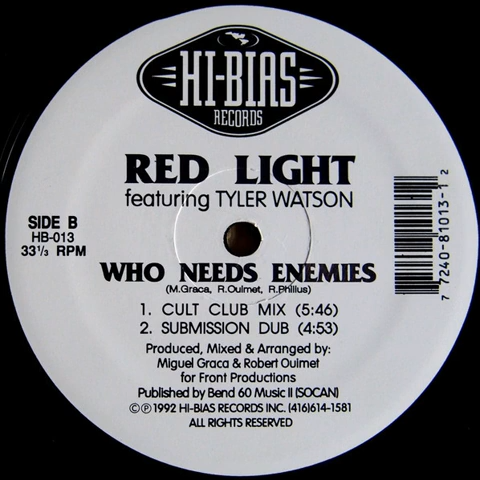 HI-BIAS
RECORDS
RED LIGHT
featuring TYLER WATSON
SIDE B
HB-013
33⅓ RPM
WHO NEEDS ENEMIES
(M.Graca, R.Ouimet, R.Philius)
1. CULT CLUB MIX (5:46)
2. SUBMISSION DUB (4:53)
Produced, Mixed & Arranged by:
Miguel Graca & Robert Ouimet
for Front Productions
Published by Bend 60 Music II (SOCAN)
©℗1992 HI-BIAS RECORDS INC. (416)614-1581
ALL RIGHTS RESERVED
7 7240-81013-1 2